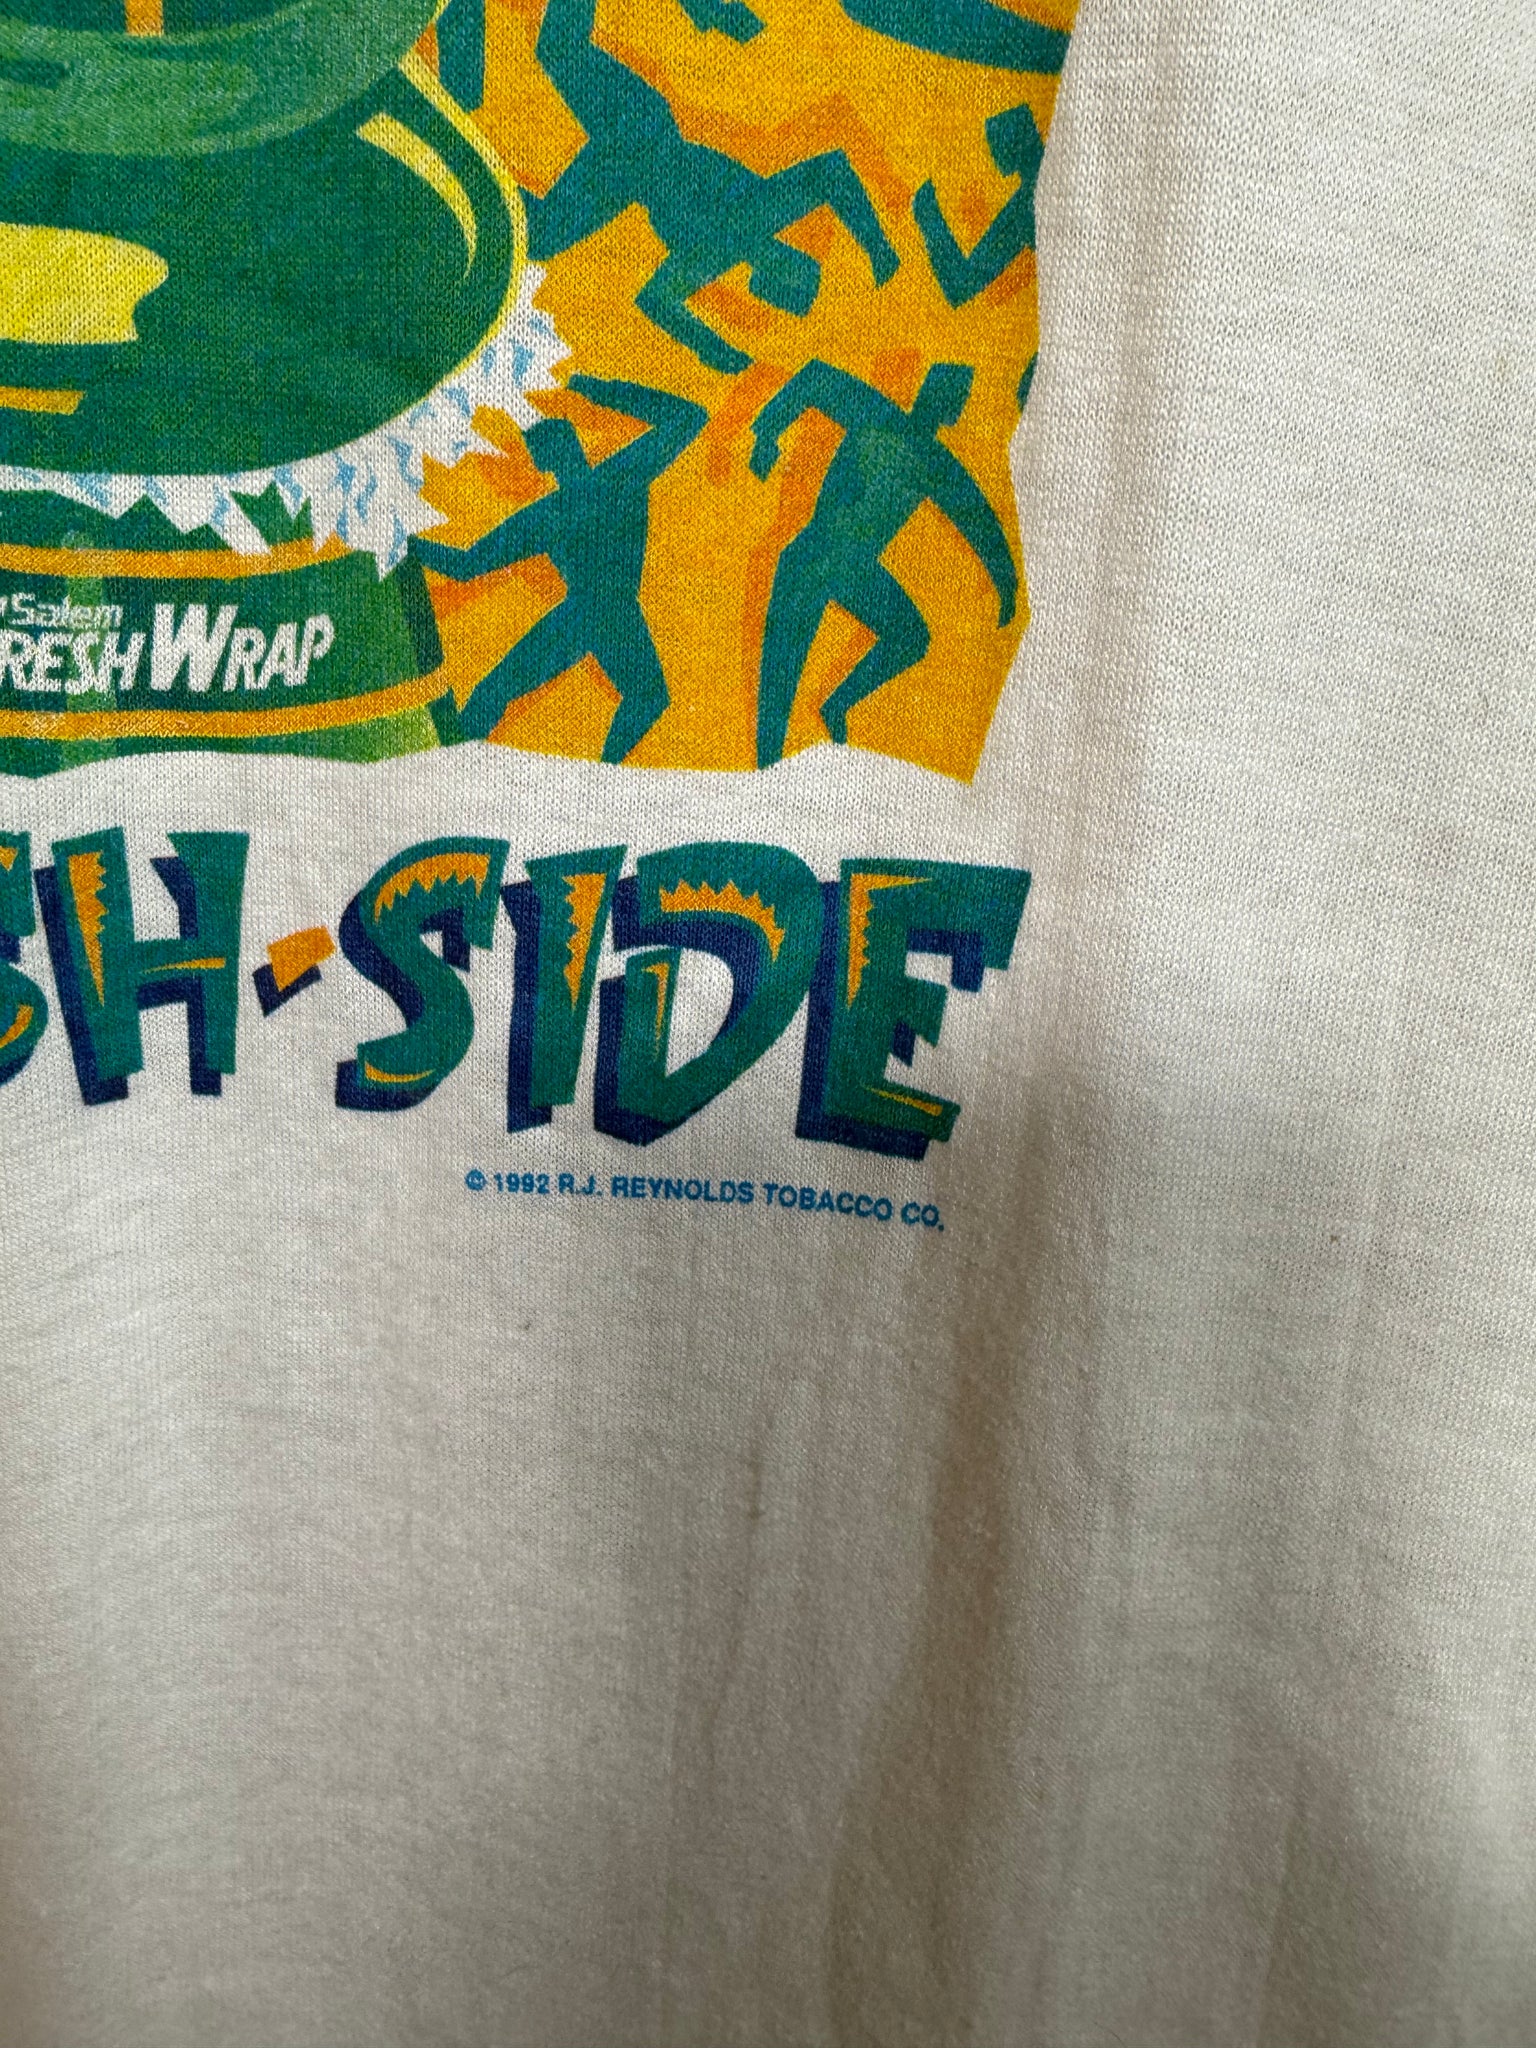 Salem
RESH WRAP
SH-SIDE
© 1992 R.J. REYNOLDS TOBACCO CO.